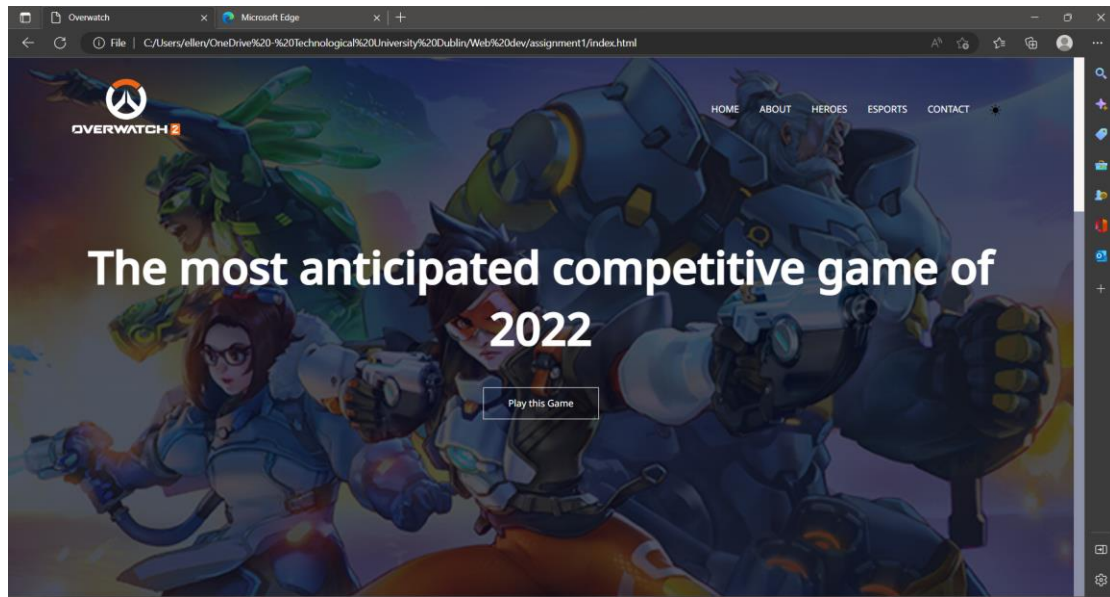 Overwatch
Microsoft Edge
File C:/Users/ellen/OneDrive%20-%20Technological%20University%20Dublin/Web%20dev/assignment1/index.html
OVERWATCH 2
HOME ABOUT HEROES ESPORTS CONTACT
The most anticipated competitive game of
2022
Play this Game